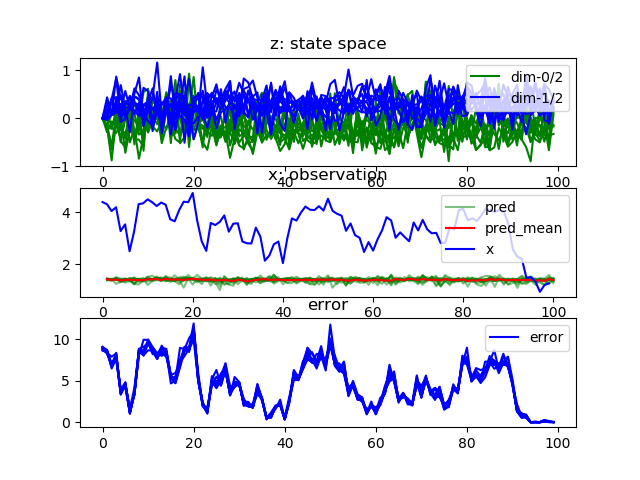 z: state space
1
0
−1
dim-0/2
dim-1/2
0 20 40 60 80 100
x: observation
4
2
pred
pred_mean
x
0 20 40 60 80 100
error
10
5
0
error
0 20 40 60 80 100